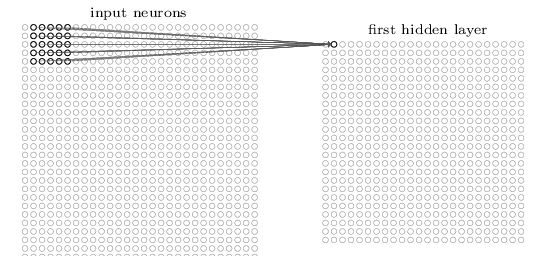 input neurons
first hidden layer